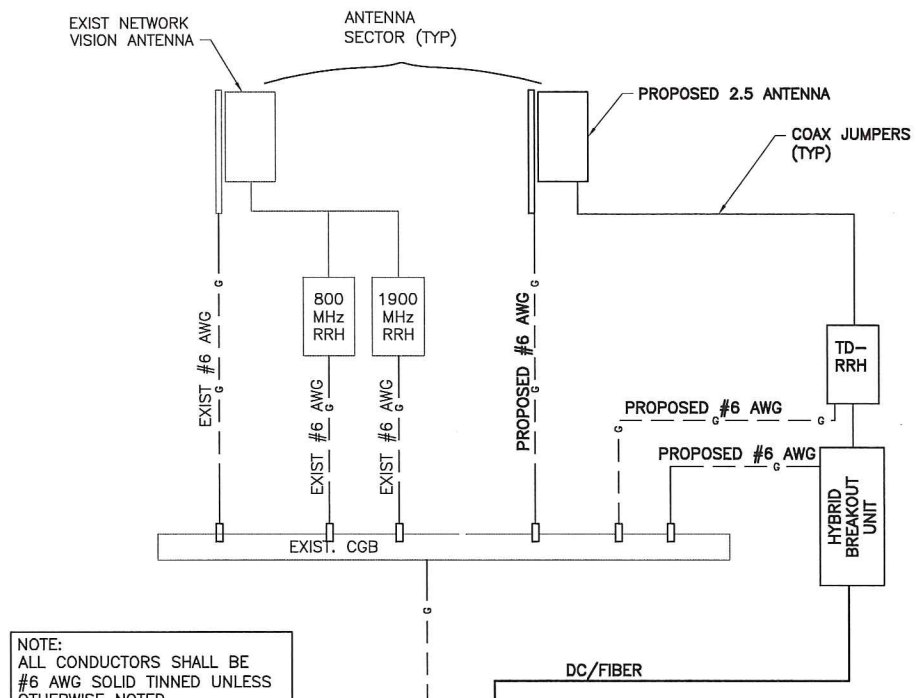 EXIST NETWORK
VISION ANTENNA
ANTENNA
SECTOR (TYP)
PROPOSED 2.5 ANTENNA
COAX JUMPERS
(TYP)
G
G
EXIST #6 AWG
G
800
MHz
RRH
1900
MHz
RRH
EXIST #6 AWG
G
EXIST #6 AWG
G
PROPOSED #6 AWG
G
TD-
RRH
PROPOSED #6 AWG
G
G
G
PROPOSED #6 AWG
G
HYBRID
BREAKOUT
UNIT
EXIST. CGB
G
NOTE:
ALL CONDUCTORS SHALL BE
#6 AWG SOLID TINNED UNLESS
OTHERWISE NOTED
DC/FIBER